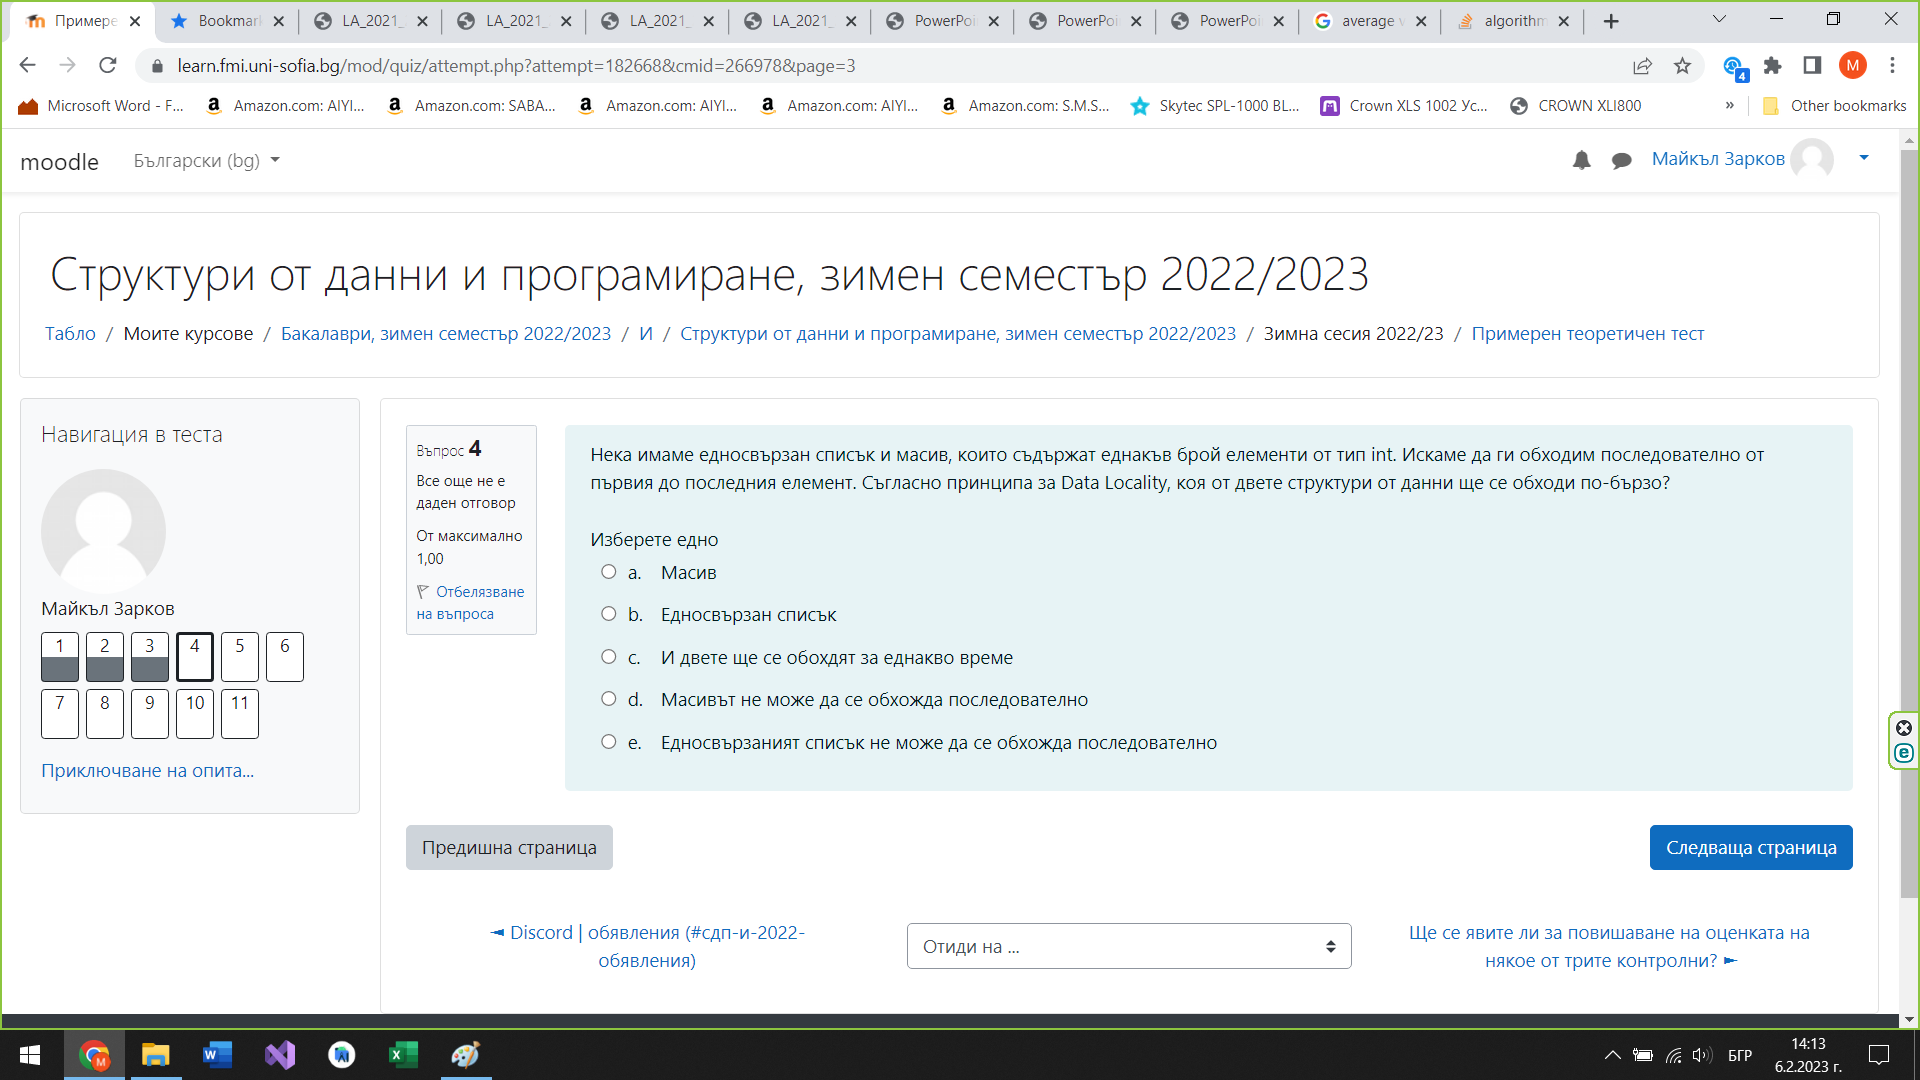 Примере
Bookmar
LA_2021_
LA_2021_
LA_2021_
LA_2021_
PowerPoi
PowerPoi
PowerPoi
average v
algorithm
learn.fmi.uni-sofia.bg/mod/quiz/attempt.php?attempt=182668&cmid=266978&page=3
4
M
Microsoft Word - F...
Amazon.com: AIYI...
Amazon.com: SABA...
Amazon.com: AIYI...
Amazon.com: AIYI...
Amazon.com: S.M.S...
Skytec SPL-1000 BL...
Crown XLS 1002 Ус...
CROWN XLI800
»
Other bookmarks
moodle
Български (bg)
Майкъл Зарков
Структури от данни и програмиране, зимен семестър 2022/2023
Табло / Моите курсове / Бакалаври, зимен семестър 2022/2023 / И / Структури от данни и програмиране, зимен семестър 2022/2023 / Зимна сесия 2022/23 / Примерен теоретичен тест
Навигация в теста
Майкъл Зарков
1 2 3 4 5 6
7 8 9 10 11
Приключване на опита...
Въпрос 4
Все още не е
даден отговор
От максимално
1,00
Отбелязване
на въпроса
Нека имаме едносвързан списък и масив, които съдържат еднакъв брой елементи от тип int. Искаме да ги обходим последователно от
първия до последния елемент. Съгласно принципа за Data Locality, коя от двете структури от данни ще се обходи по-бързо?
Изберете едно
a. Масив
b. Едносвързан списък
c. И двете ще се обохдят за еднакво време
d. Масивът не може да се обхожда последователно
e. Едносвързаният списък не може да се обхожда последователно
Предишна страница
Следваща страница
◄ Discord | обявления (#сдп-и-2022-
обявления)
Отиди на ...
Ще се явите ли за повишаване на оценката на
някое от трите контролни? ►
БГР
14:13
6.2.2023 г.